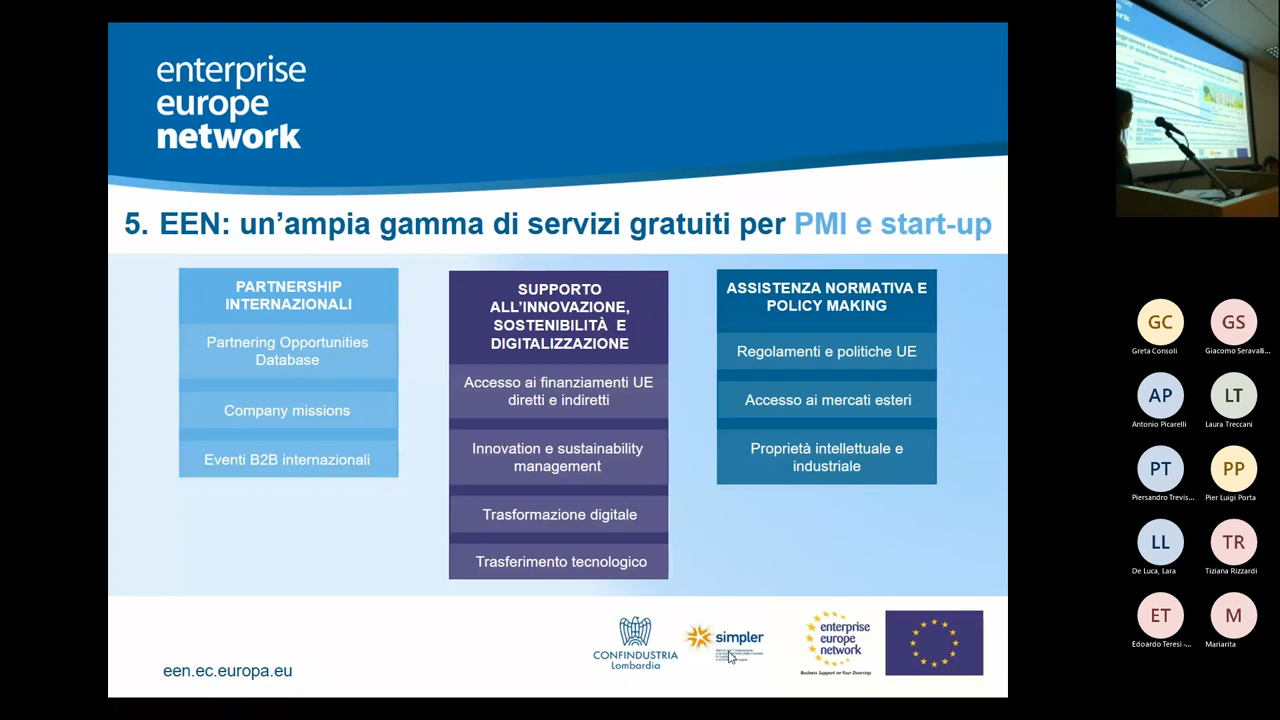 enterprise
europe
network
5. EEN: un'ampia gamma di servizi gratuiti per PMI e start-up
PARTNERSHIP
INTERNAZIONALI
Partnering Opportunities
Database
Company missions
Eventi B2B internazionali
SUPPORTO
ALL'INNOVAZIONE,
SOSTENIBILITÀ E
DIGITALIZZAZIONE
Accesso ai finanziamenti UE
diretti e indiretti
Innovation e sustainability
management
Trasformazione digitale
Trasferimento tecnologico
ASSISTENZA NORMATIVA E
POLICY MAKING
Regolamenti e politiche UE
Accesso ai mercati esteri
Proprietà intellettuale e
industriale
een.ec.europa.eu
CONFINDUSTRIA
Lombardia
simpler
enterprise
europe
network
Business Support on Your Doorstep
GC
Greta Consoli
GS
Giacomo Seravalli...
AP
Antonio Picarelli
LT
Laura Treccani
PT
Piersandro Trevis...
PP
Pier Luigi Porta
LL
De Luca, Lara
TR
Tiziana Rizzardi
ET
Edoardo Teresi -...
M
Mariarita